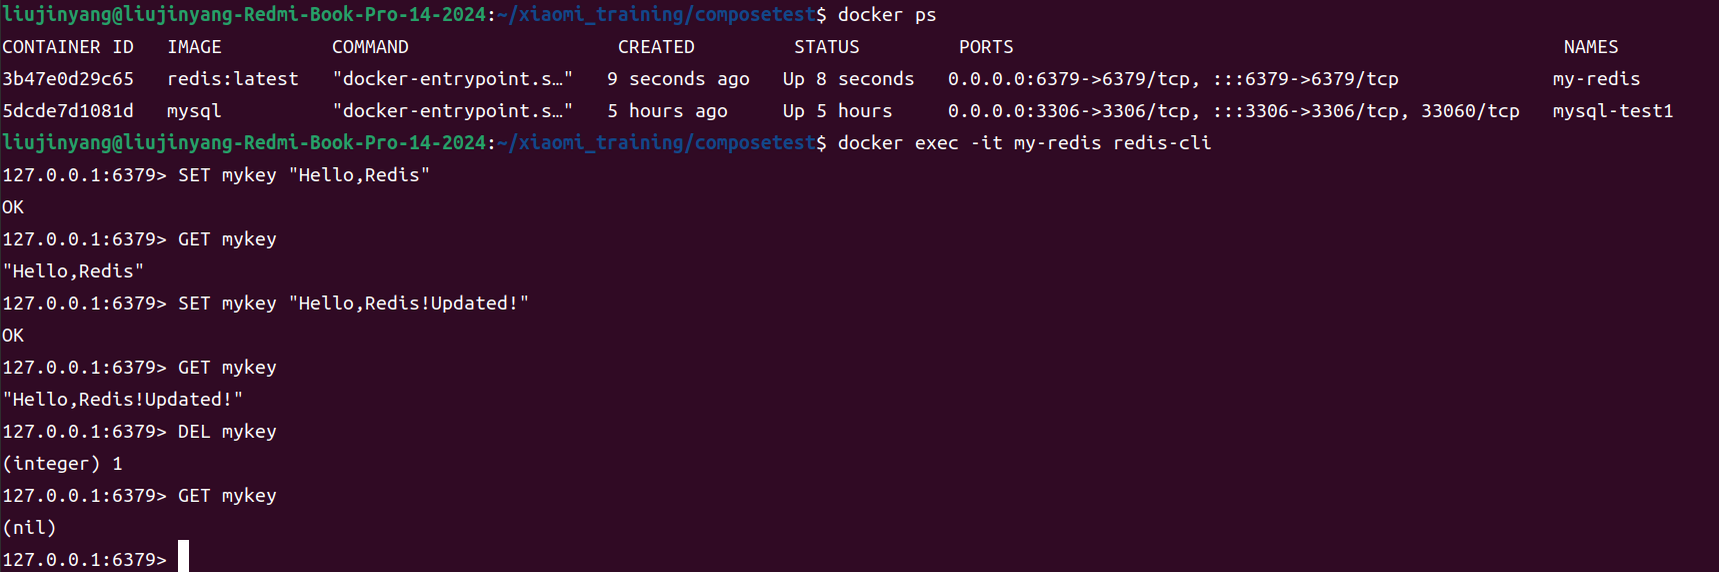 liujinyang@liujinyang-Redmi-Book-Pro-14-2024:~/xiaomi_training/composetest$ docker ps
CONTAINER ID   IMAGE          COMMAND                   CREATED         STATUS         PORTS                                                  NAMES
3b47e0d29c65   redis:latest   "docker-entrypoint.s…"   9 seconds ago   Up 8 seconds   0.0.0.0:6379->6379/tcp, :::6379->6379/tcp              my-redis
5dcde7d1081d   mysql          "docker-entrypoint.s…"   5 hours ago     Up 5 hours     0.0.0.0:3306->3306/tcp, :::3306->3306/tcp, 33060/tcp   mysql-test1
liujinyang@liujinyang-Redmi-Book-Pro-14-2024:~/xiaomi_training/composetest$ docker exec -it my-redis redis-cli
127.0.0.1:6379> SET mykey "Hello,Redis"
OK
127.0.0.1:6379> GET mykey
"Hello,Redis"
127.0.0.1:6379> SET mykey "Hello,Redis!Updated!"
OK
127.0.0.1:6379> GET mykey
"Hello,Redis!Updated!"
127.0.0.1:6379> DEL mykey
(integer) 1
127.0.0.1:6379> GET mykey
(nil)
127.0.0.1:6379>